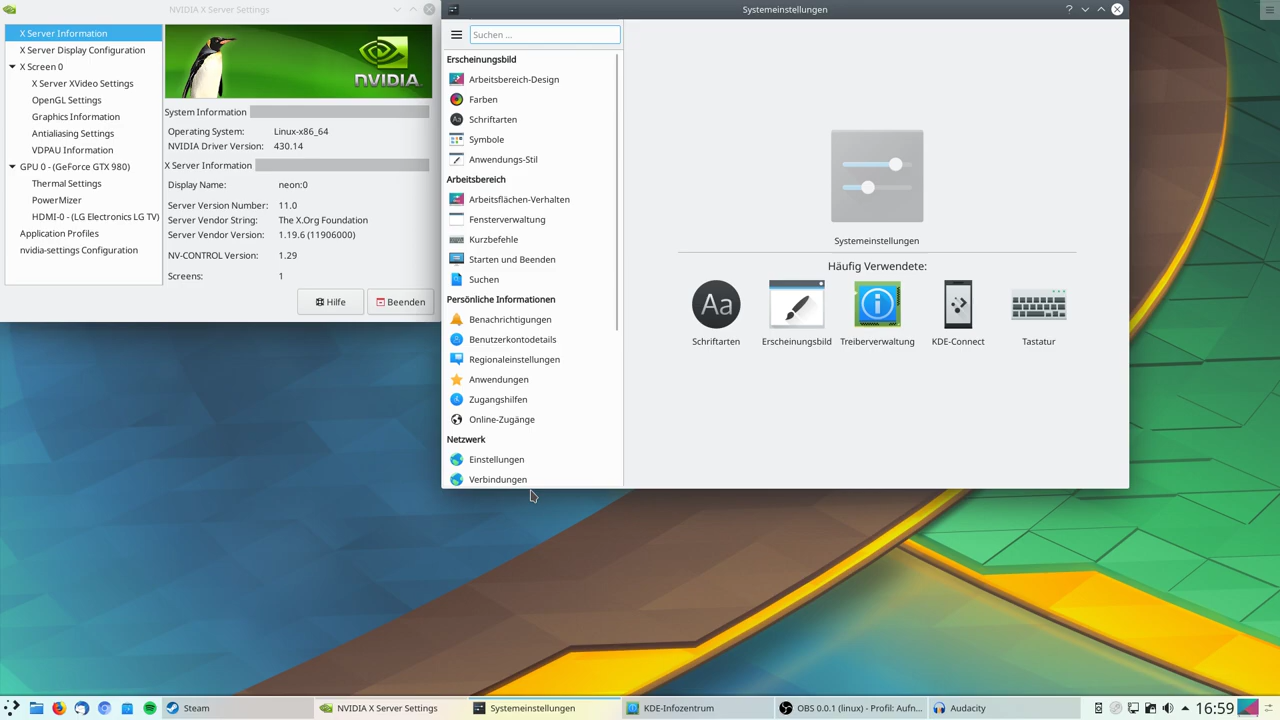 NVIDIA X Server Settings
X Server Information
X Server Display Configuration
X Screen 0
X Server XVideo Settings
OpenGL Settings
Graphics Information
Antialiasing Settings
VDPAU Information
GPU 0 - (GeForce GTX 980)
Thermal Settings
PowerMizer
HDMI-0 - (LG Electronics LG TV)
Application Profiles
nvidia-settings Configuration
NVIDIA.
System Information
Operating System: Linux-x86_64
NVIDIA Driver Version: 430.14
X Server Information
Display Name: neon:0
Server Version Number: 11.0
Server Vendor String: The X.Org Foundation
Server Vendor Version: 1.19.6 (11906000)
NV-CONTROL Version: 1.29
Screens: 1
Hilfe
Beenden
Systemeinstellungen
Suchen ...
Erscheinungsbild
Arbeitsbereich-Design
Farben
Schriftarten
Symbole
Anwendungs-Stil
Arbeitsbereich
Arbeitsflächen-Verhalten
Fensterverwaltung
Kurzbefehle
Starten und Beenden
Suchen
Persönliche Informationen
Benachrichtigungen
Benutzerkontodetails
Regionaleinstellungen
Anwendungen
Zugangshilfen
Online-Zugänge
Netzwerk
Einstellungen
Verbindungen
Systemeinstellungen
Häufig Verwendete:
Aa
Schriftarten
Erscheinungsbild
Treiberverwaltung
KDE-Connect
Tastatur
Steam
NVIDIA X Server Settings
Systemeinstellungen
KDE-Infozentrum
OBS 0.0.1 (linux) - Profil: Aufn...
Audacity
16:59